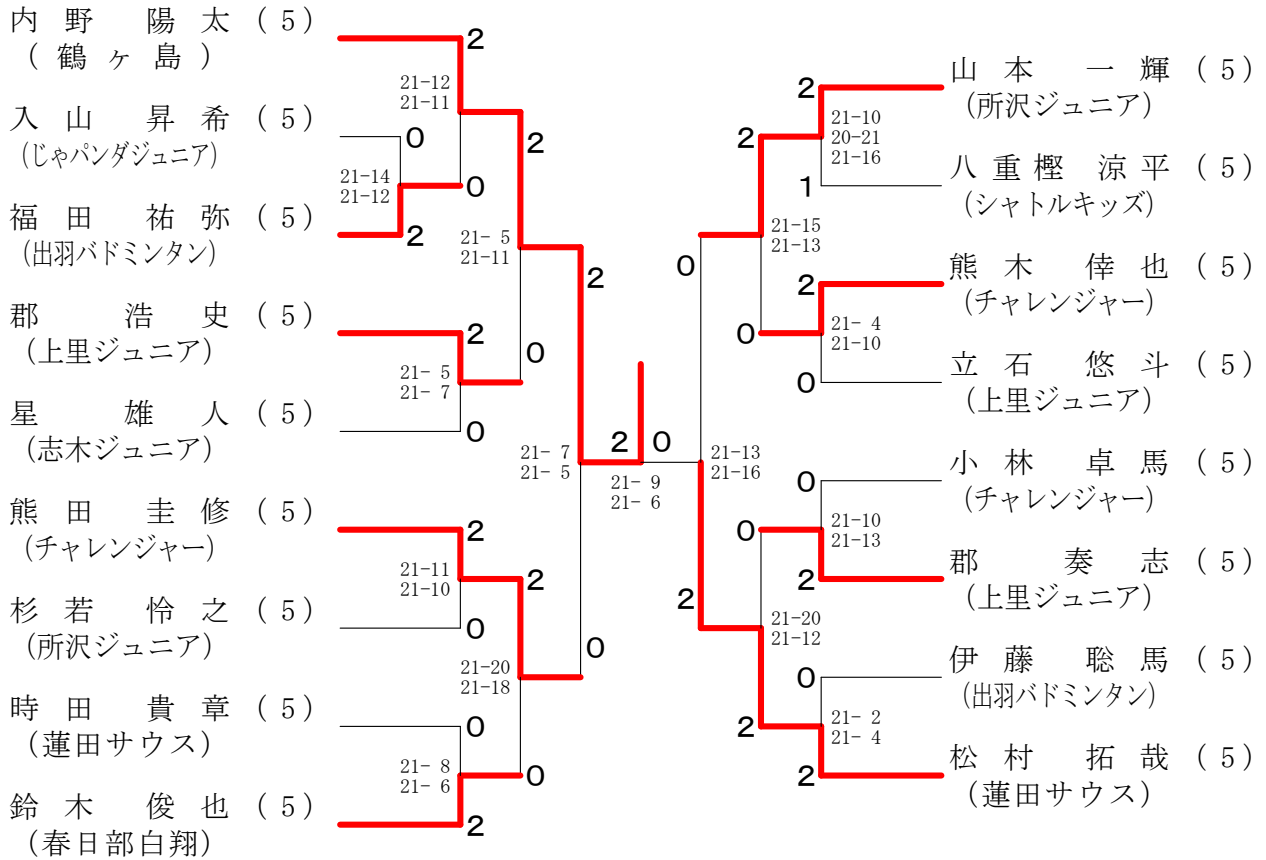 内野 陽太 (5)
(鶴ヶ島)
入山 昇希 (5)
(じゃパンダジュニア)
福田 祐弥 (5)
(出羽バドミンタン)
郡 浩史 (5)
(上里ジュニア)
星 雄人 (5)
(志木ジュニア)
熊田 圭修 (5)
(チャレンジャー)
杉若 怜之 (5)
(所沢ジュニア)
時田 貴章 (5)
(蓮田サウス)
鈴木 俊也 (5)
(春日部白翔)
2
21-12
21-11
0
0
21-14
21-12
2
2
21- 5
21-11
0
2
21- 5
21- 7
0
2
21- 7
21- 5
0
2
21-11
21-10
0
2
21-20
21-18
0
0
21- 8
21- 6
2
2
0
21- 9
21- 6
0
21-13
21-16
2
2
21-15
21-13
0
2
21-10
20-21
21-16
1
2
21- 4
21-10
0
0
21-20
21-12
2
0
21-10
21-13
2
0
21- 2
21- 4
2
山本 一輝 (5)
(所沢ジュニア)
八重樫 涼平 (5)
(シャトルキッズ)
熊木 倖也 (5)
(チャレンジャー)
立石 悠斗 (5)
(上里ジュニア)
小林 卓馬 (5)
(チャレンジャー)
郡 奏志 (5)
(上里ジュニア)
伊藤 聡馬 (5)
(出羽バドミンタン)
松村 拓哉 (5)
(蓮田サウス)